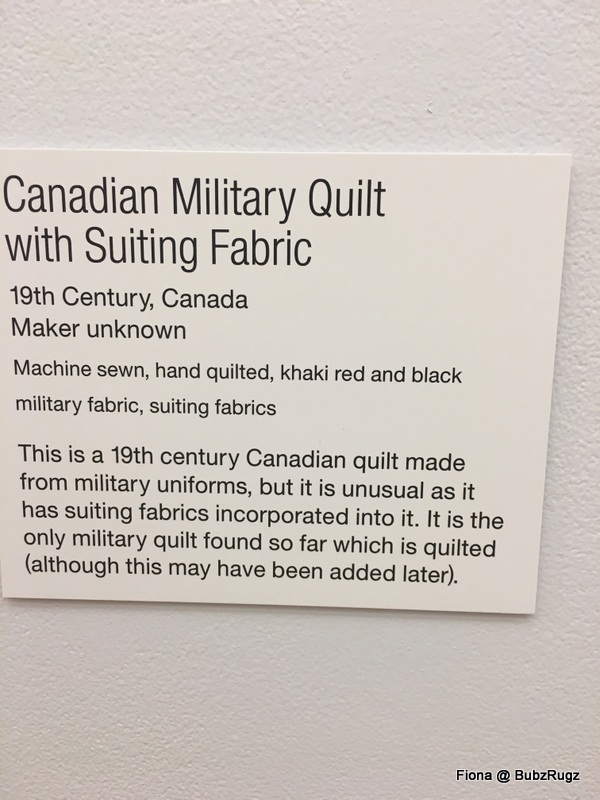 Canadian Military Quilt
with Suiting Fabric
19th Century, Canada
Maker unknown
Machine sewn, hand quilted, khaki red and black
military fabric, suiting fabrics
This is a 19th century Canadian quilt made
from military uniforms, but it is unusual as it
has suiting fabrics incorporated into it. It is the
only military quilt found so far which is quilted
(although this may have been added later).
Fiona @ BubzRugz